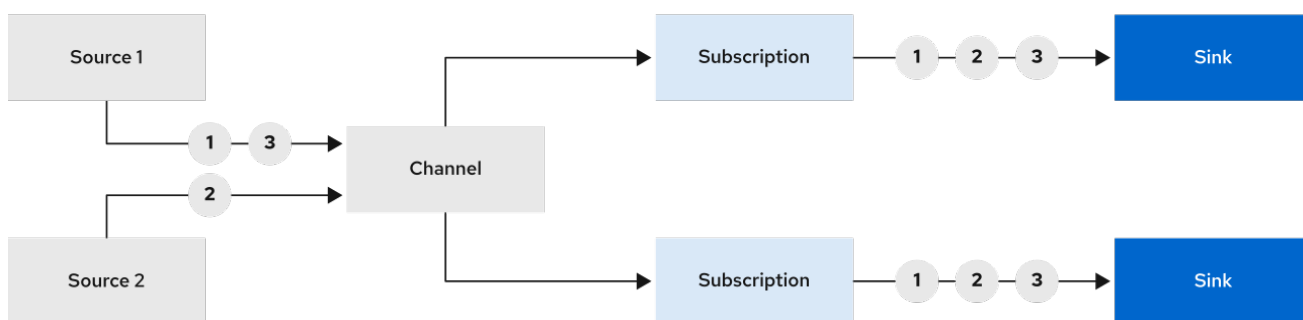 Source 1
Subscription
1 2 3
Sink
1 3
Channel
2
Source 2
Subscription
1 2 3
Sink